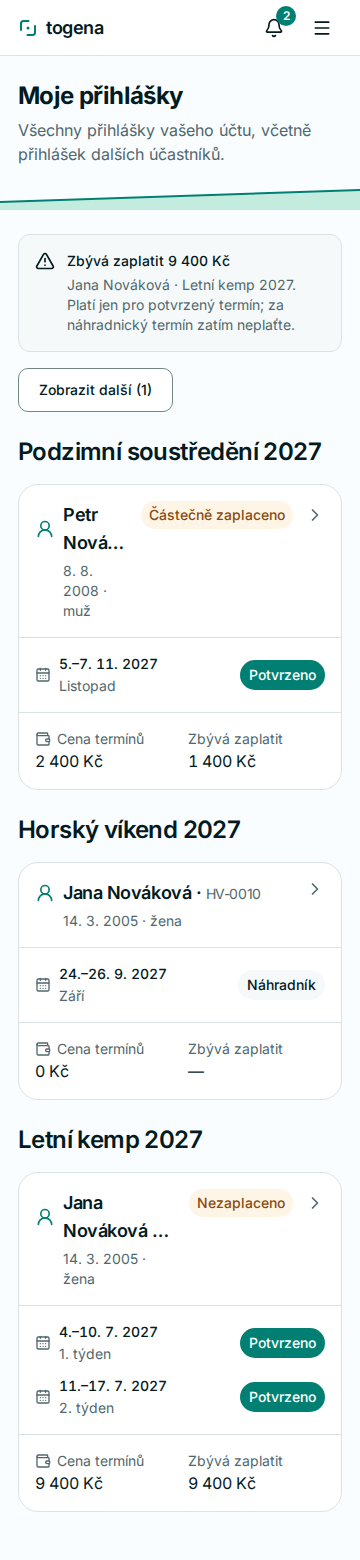 togena
2
Moje přihlášky
Všechny přihlášky vašeho účtu, včetně
přihlášek dalších účastníků.
Zbývá zaplatit 9 400 Kč
Jana Nováková · Letní kemp 2027.
Platí jen pro potvrzený termín; za
náhradnický termín zatím neplaťte.
Zobrazit další (1)
Podzimní soustředění 2027
Petr
Nová…
Částečně zaplaceno
8. 8.
2008 ·
muž
5.–7. 11. 2027
Listopad
Potvrzeno
Cena termínů
2 400 Kč
Zbývá zaplatit
1 400 Kč
Horský víkend 2027
Jana Nováková · HV-0010
14. 3. 2005 · žena
24.–26. 9. 2027
Září
Náhradník
Cena termínů
0 Kč
Zbývá zaplatit
—
Letní kemp 2027
Jana
Nováková …
Nezaplaceno
14. 3. 2005 ·
žena
4.–10. 7. 2027
1. týden
Potvrzeno
11.–17. 7. 2027
2. týden
Potvrzeno
Cena termínů
9 400 Kč
Zbývá zaplatit
9 400 Kč